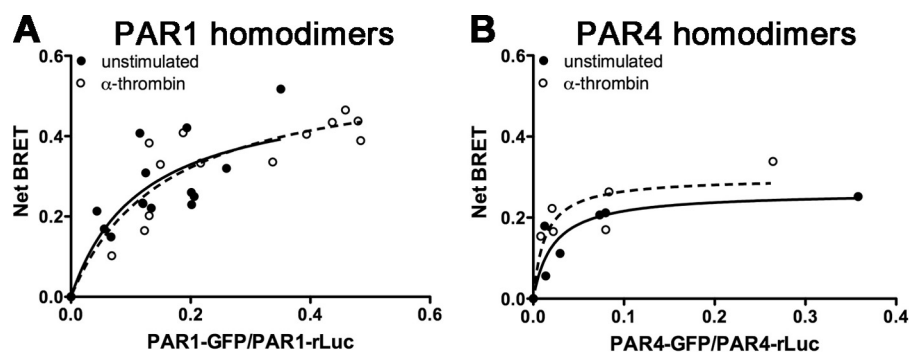 A PAR1 homodimers
unstimulated
α-thrombin
0.6
0.4
0.2
0.0
Net BRET
0.0 0.2 0.4 0.6
PAR1-GFP/PAR1-rLuc
B PAR4 homodimers
unstimulated
α-thrombin
0.6
0.4
0.2
0.0
Net BRET
0.0 0.1 0.2 0.3 0.4
PAR4-GFP/PAR4-rLuc